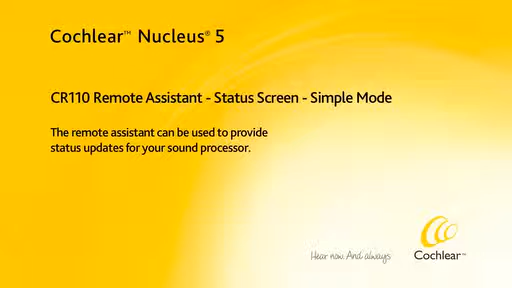 Cochlear™ Nucleus® 5
CR110 Remote Assistant - Status Screen - Simple Mode
The remote assistant can be used to provide
status updates for your sound processor.
Hear now. And always
Cochlear™